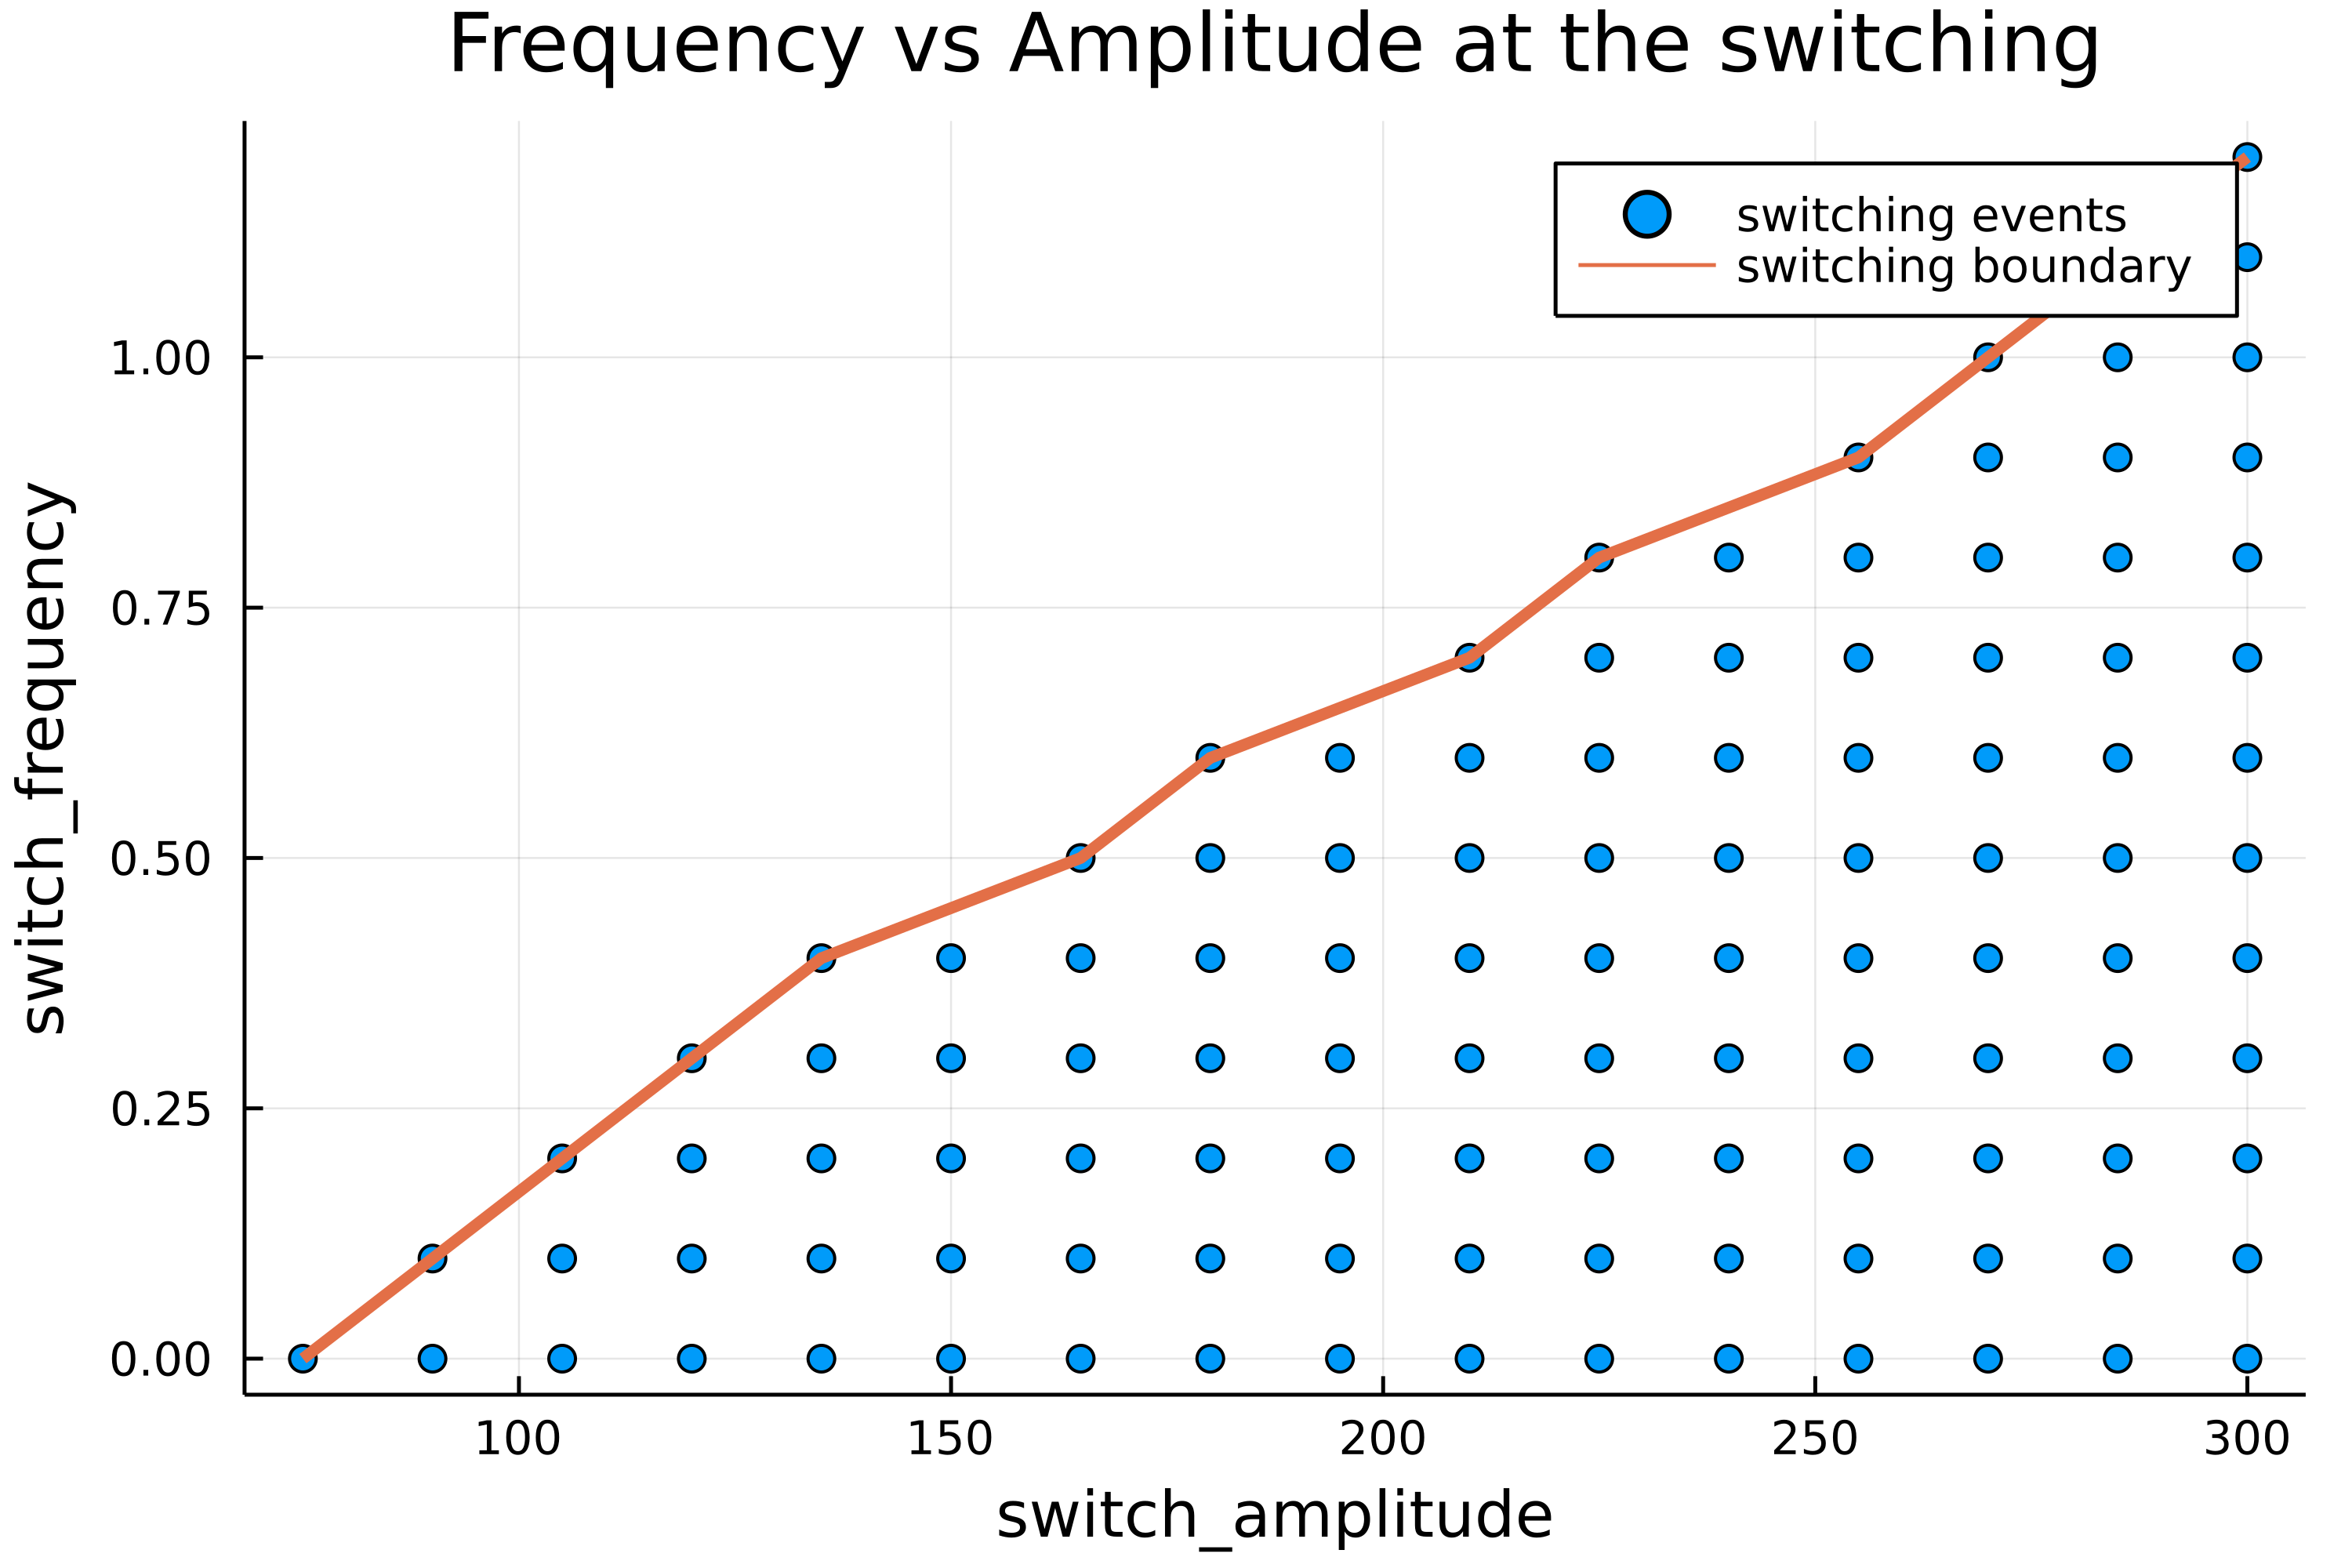 Frequency vs Amplitude at the switching
switching events
switching boundary
switch_frequency
1.00
0.75
0.50
0.25
0.00
100 150 200 250 300
switch_amplitude